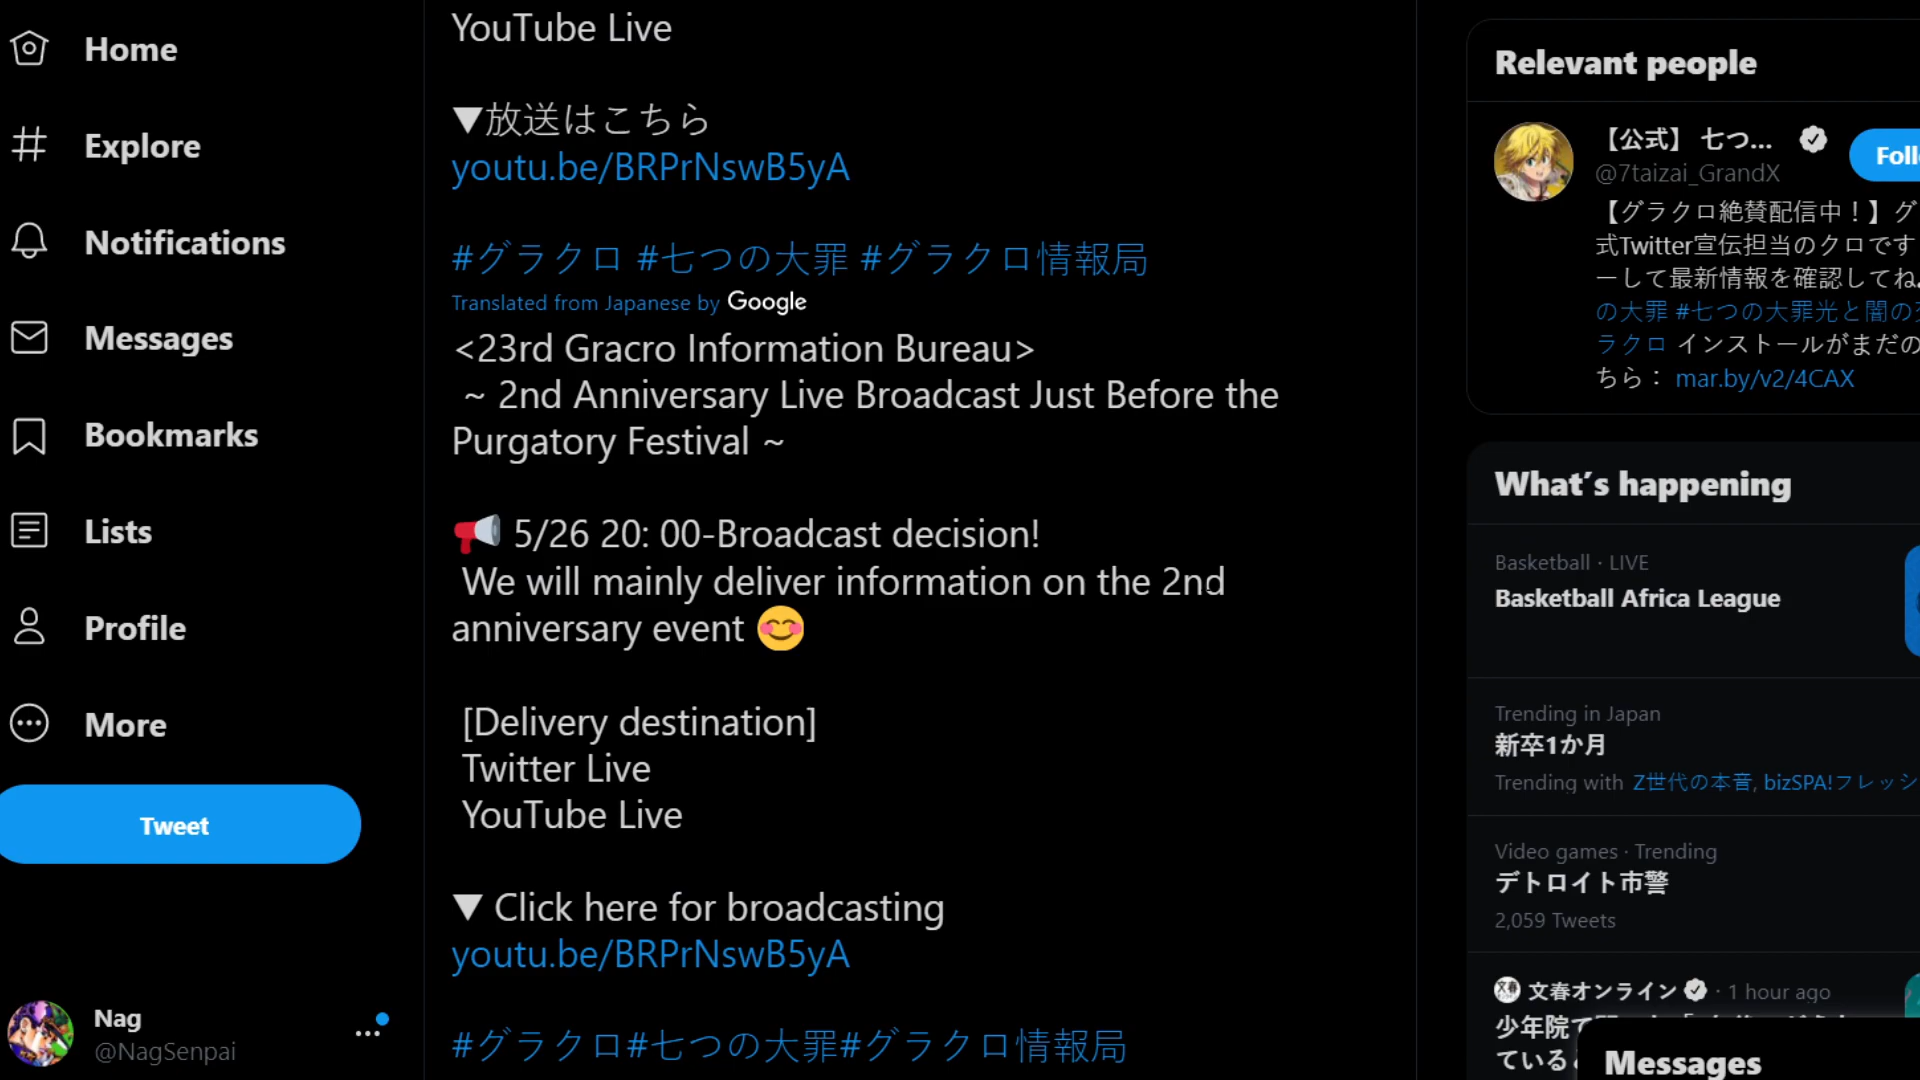 Home
Explore
Notifications
Messages
Bookmarks
Lists
Profile
More
Tweet
Nag
@NagSenpai
YouTube Live
▼放送はこちら
youtu.be/BRPrNswB5yA
#グラクロ #七つの大罪 #グラクロ情報局
Translated from Japanese by Google
<23rd Gracro Information Bureau>
~ 2nd Anniversary Live Broadcast Just Before the
Purgatory Festival ~
📢 5/26 20: 00-Broadcast decision!
We will mainly deliver information on the 2nd
anniversary event 😊
[Delivery destination]
Twitter Live
YouTube Live
▼ Click here for broadcasting
youtu.be/BRPrNswB5yA
#グラクロ#七つの大罪#グラクロ情報局
Relevant people
【公式】 七つ...
@7taizai_GrandX
Foll
【グラクロ絶賛配信中！】グ
式Twitter宣伝担当のクロです
ーして最新情報を確認してね
の大罪 #七つの大罪光と闇の
ラクロ インストールがまだの
ちら： mar.by/v2/4CAX
What's happening
Basketball · LIVE
Basketball Africa League
Trending in Japan
新卒1か月
Trending with Z世代の本音, bizSPA!フレッシ
Video games · Trending
デトロイト市警
2,059 Tweets
文春オンライン · 1 hour ago
少年院で
ている
Messages